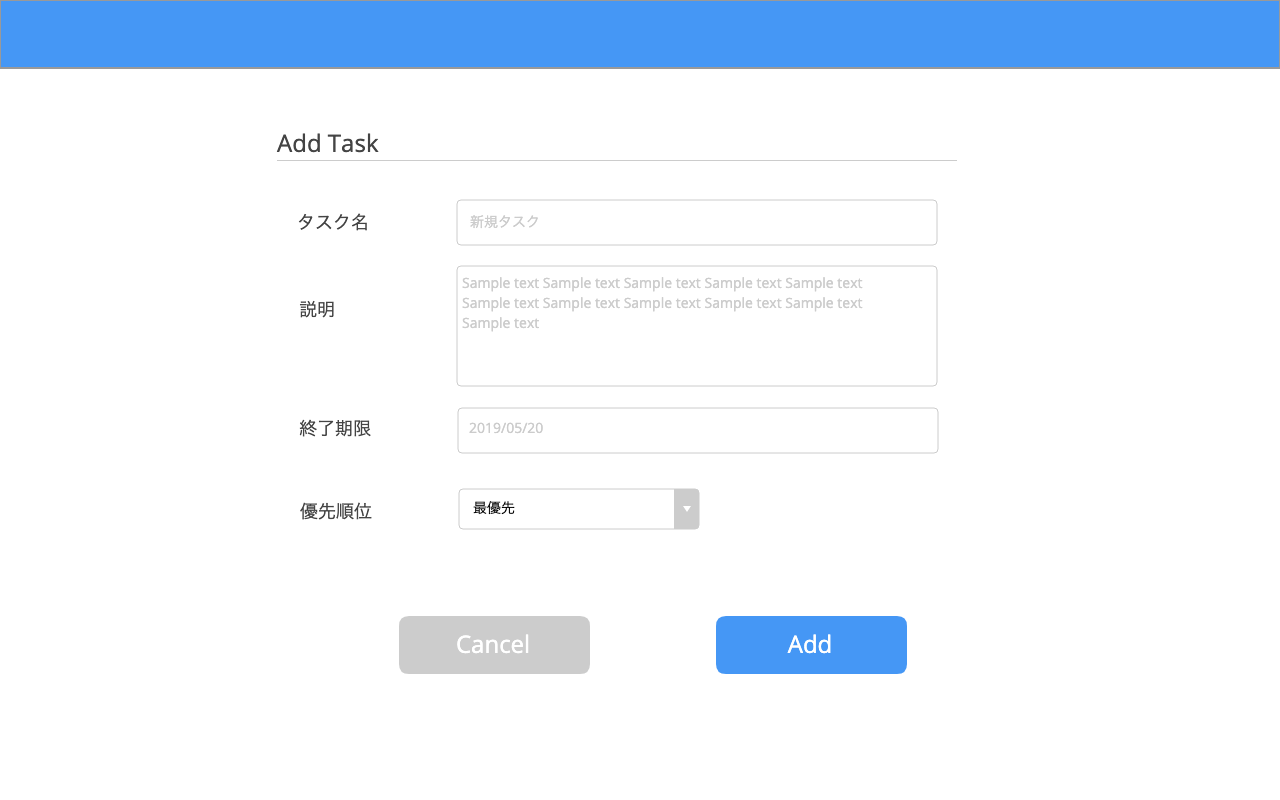 Add Task
タスク名
新規タスク
説明
Sample text Sample text Sample text Sample text Sample text
Sample text Sample text Sample text Sample text Sample text
Sample text
終了期限
2019/05/20
優先順位
最優先
Cancel
Add